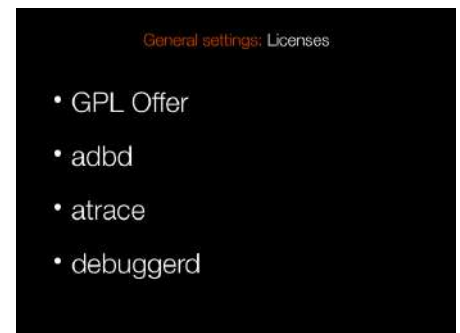 General settings: Licenses
• GPL Offer
• adbd
• atrace
• debuggerd